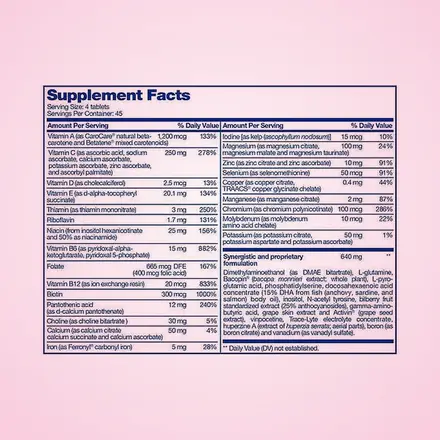 Supplement Facts
Serving Size: 4 tablets
Servings Per Container: 45
Amount Per Serving % Daily Value
Vitamin A (as CaroCare® natural beta- 1,200 mcg 133%
carotene and Betatene® mixed carotenoids)
Vitamin C (as ascorbic acid, sodium 250 mg 278%
ascorbate, calcium ascorbate,
potassium ascorbate, zinc ascorbate,
and ascorbyl palmitate)
Vitamin D (as cholecalciferol) 2.5 mcg 13%
Vitamin E (as d-alpha-tocopheryl 20.1 mg 134%
succinate)
Thiamin (as thiamin mononitrate) 3 mg 250%
Riboflavin 1.7 mg 131%
Niacin (from inositol hexanicotinate 25 mg 156%
and 50% as niacinamide)
Vitamin B6 (as pyridoxal-alpha- 15 mg 882%
ketoglutarate, pyridoxal 5-phosphate)
Folate 665 mcg DFE 167%
(400 mcg folic acid)
Vitamin B12 (as ion exchange resin) 20 mcg 833%
Biotin 300 mcg 1000%
Pantothenic acid 12 mg 240%
(as d-calcium pantothenate)
Choline (as choline bitartrate) 30 mg 5%
Calcium (as calcium citrate 50 mg 4%
calcium succinate and calcium ascorbate)
Iron (as Ferronyl® carbonyl iron) 5 mg 28%
Amount Per Serving % Daily Value
Iodine [as kelp (ascophyllum nodosum)] 15 mcg 10%
Magnesium (as magnesium citrate, 100 mg 24%
magnesium malate and magnesium taurinate)
Zinc (as zinc citrate and zinc ascorbate) 10 mg 91%
Selenium (as selenomethionine) 50 mcg 91%
Copper (as copper citrate, 0.4 mg 44%
TRAACS® copper glycinate chelate)
Manganese (as manganese citrate) 2 mg 87%
Chromium (as chromium polynicotinate) 100 mcg 286%
Molybdenum (as molybdenum 10 mcg 22%
amino acid chelate)
Potassium (as potassium citrate, 50 mg 1%
potassium aspartate and potassium ascorbate)
Synergistic and proprietary 640 mg **
formulation
Dimethylaminoethanol (as DMAE bitartrate), L-glutamine,
Bacopin® (bacopa monnieri extract; whole plant), L-pyro-
glutamic acid, phosphatidylserine, docosahexaenoic acid
concentrate (15% DHA from fish (anchovy, sardine, and
salmon) body oil), inositol, N-acetyl tyrosine, bilberry fruit
standardized extract (25% anthocyanosides), gamma-amino-
butyric acid, grape skin extract and Activin® (grape seed
extract), vinpocetine, Trace-Lyte electrolyte concentrate,
huperzine A (extract of huperzia serrata; aerial parts), boron (as
boron citrate) and vanadium (as vanadyl sulfate).
** Daily Value (DV) not established.